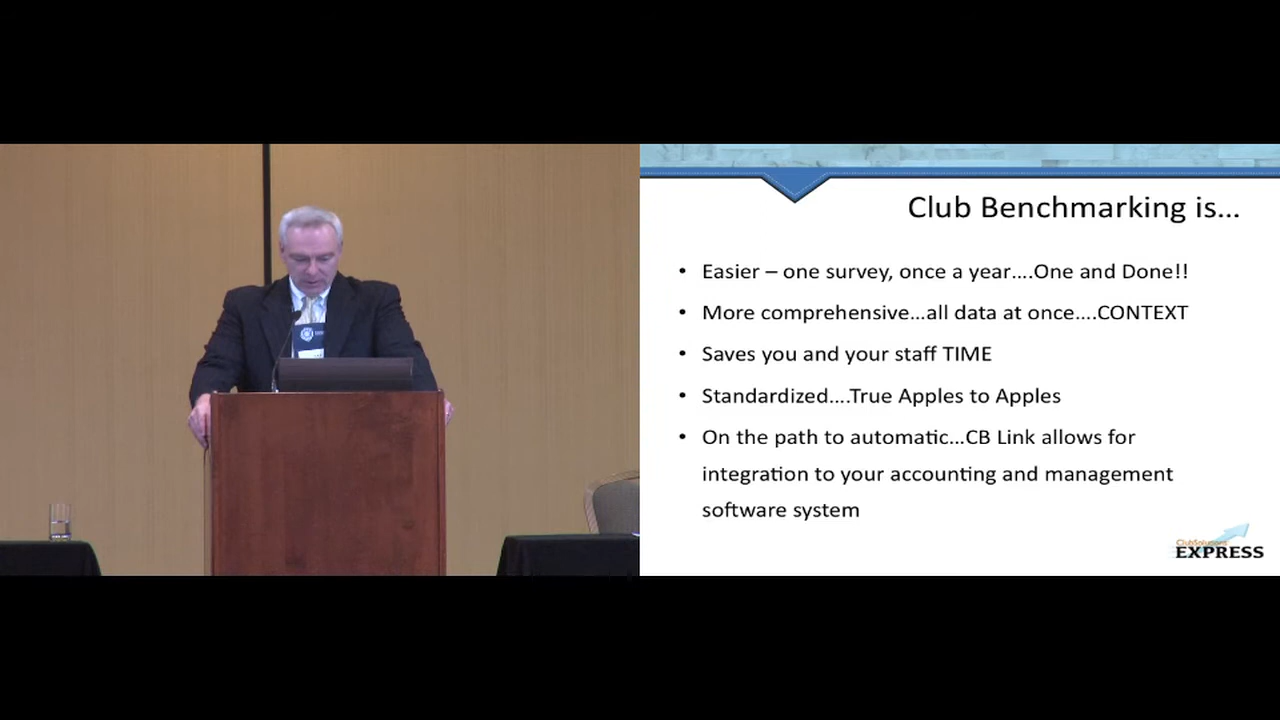 Club Benchmarking is...
• Easier – one survey, once a year....One and Done!!
• More comprehensive...all data at once....CONTEXT
• Saves you and your staff TIME
• Standardized....True Apples to Apples
• On the path to automatic...CB Link allows for
integration to your accounting and management
software system
ClubSolutions
EXPRESS